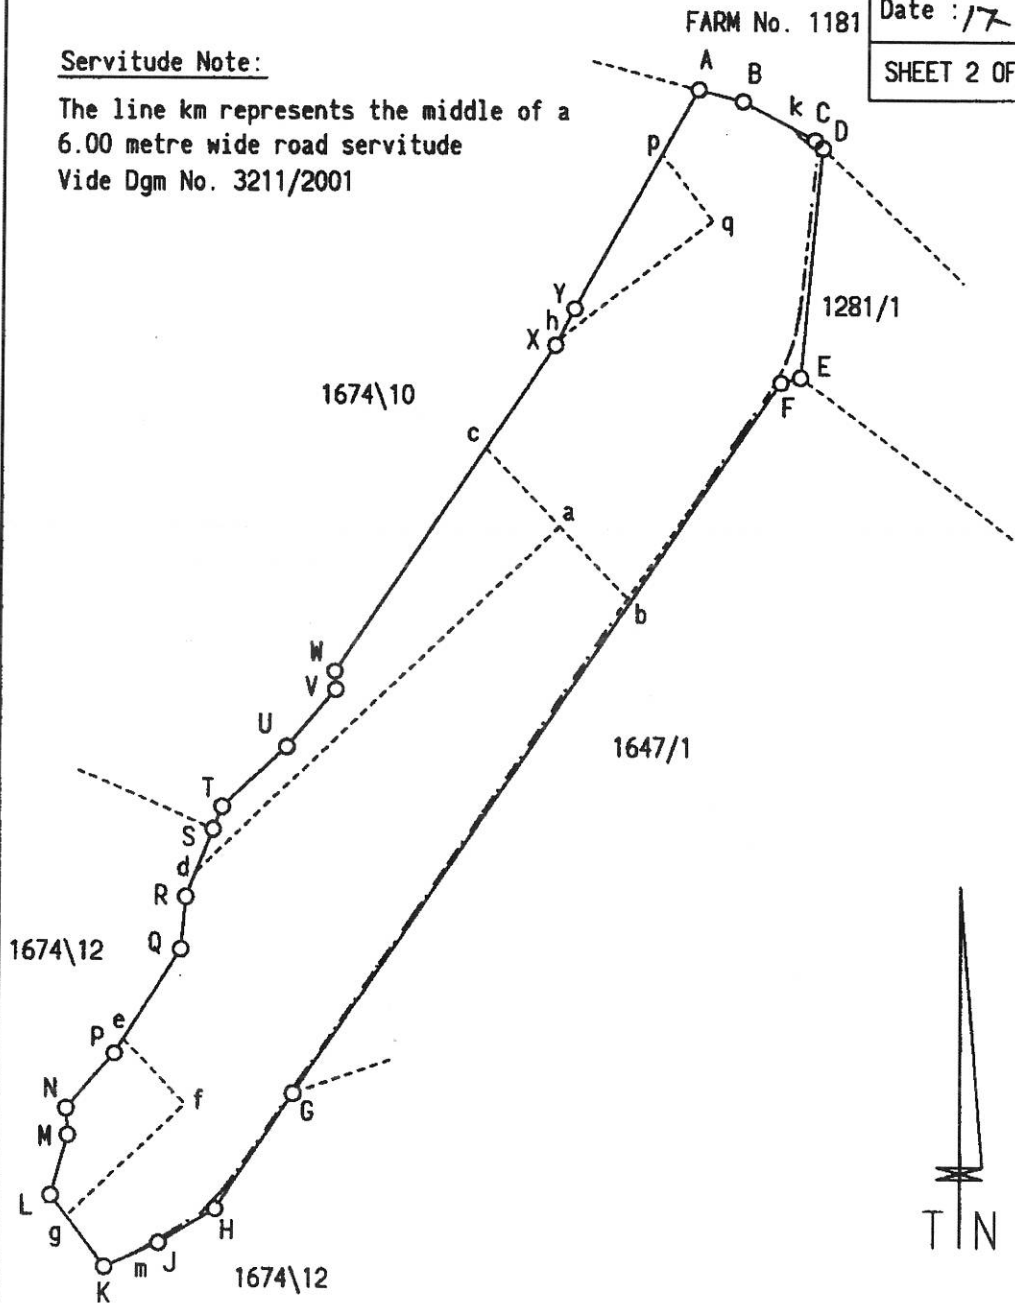 FARM No. 1181
Date : 17
SHEET 2 OF
Servitude Note:
The line km represents the middle of a
6.00 metre wide road servitude
Vide Dgm No. 3211/2001
A
B
k
C
D
p
q
Y
h
X
1281/1
E
F
1674\10
c
a
b
W
V
U
1647/1
T
S
d
R
Q
1674\12
e
P
N
f
G
M
L
g
H
J
m
K
1674\12
T N